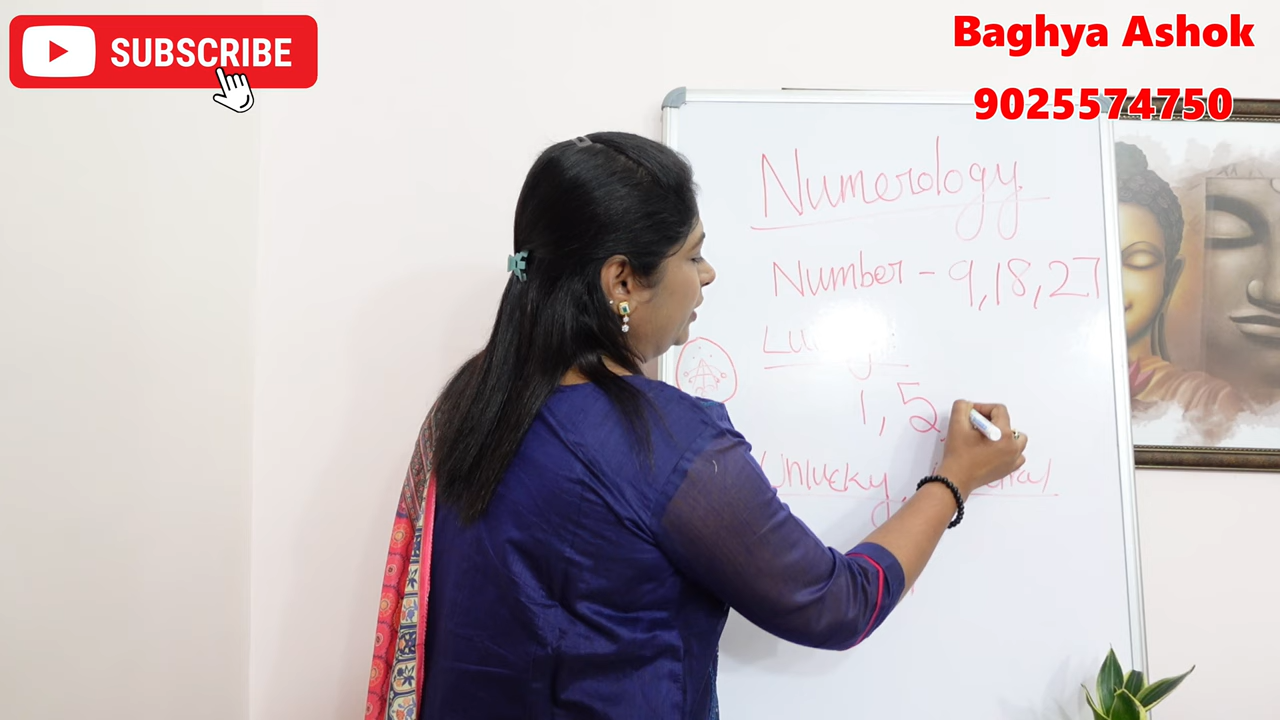 SUBSCRIBE
Baghya Ashok
9025574750
Numerology
Number - 9,18,27
1, 5,
Unlucky